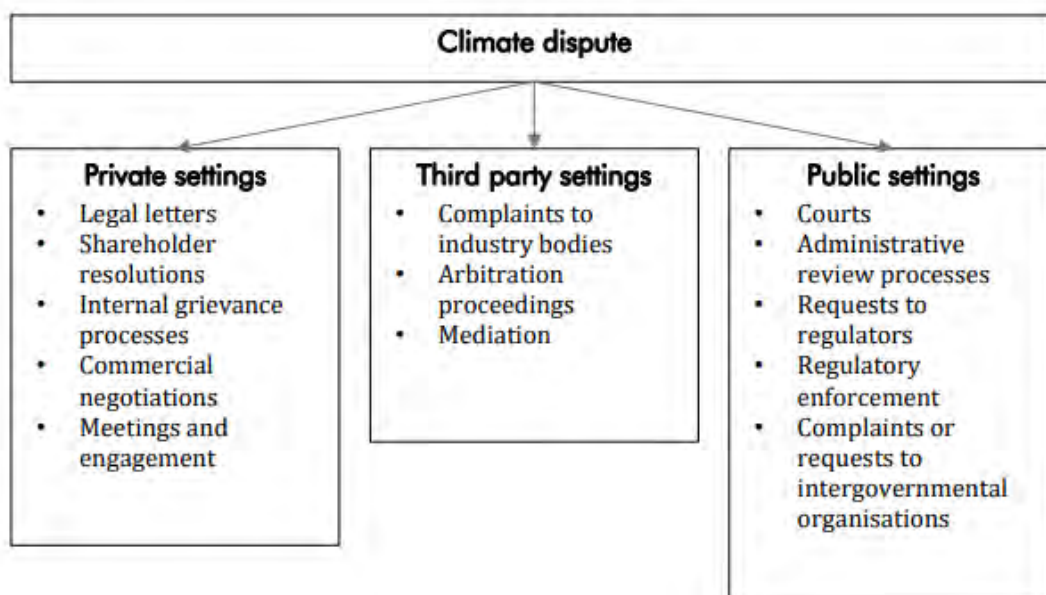 Climate dispute
Private settings
• Legal letters
• Shareholder
resolutions
• Internal grievance
processes
• Commercial
negotiations
• Meetings and
engagement
Third party settings
• Complaints to
industry bodies
• Arbitration
proceedings
• Mediation
Public settings
• Courts
• Administrative
review processes
• Requests to
regulators
• Regulatory
enforcement
• Complaints or
requests to
intergovernmental
organisations